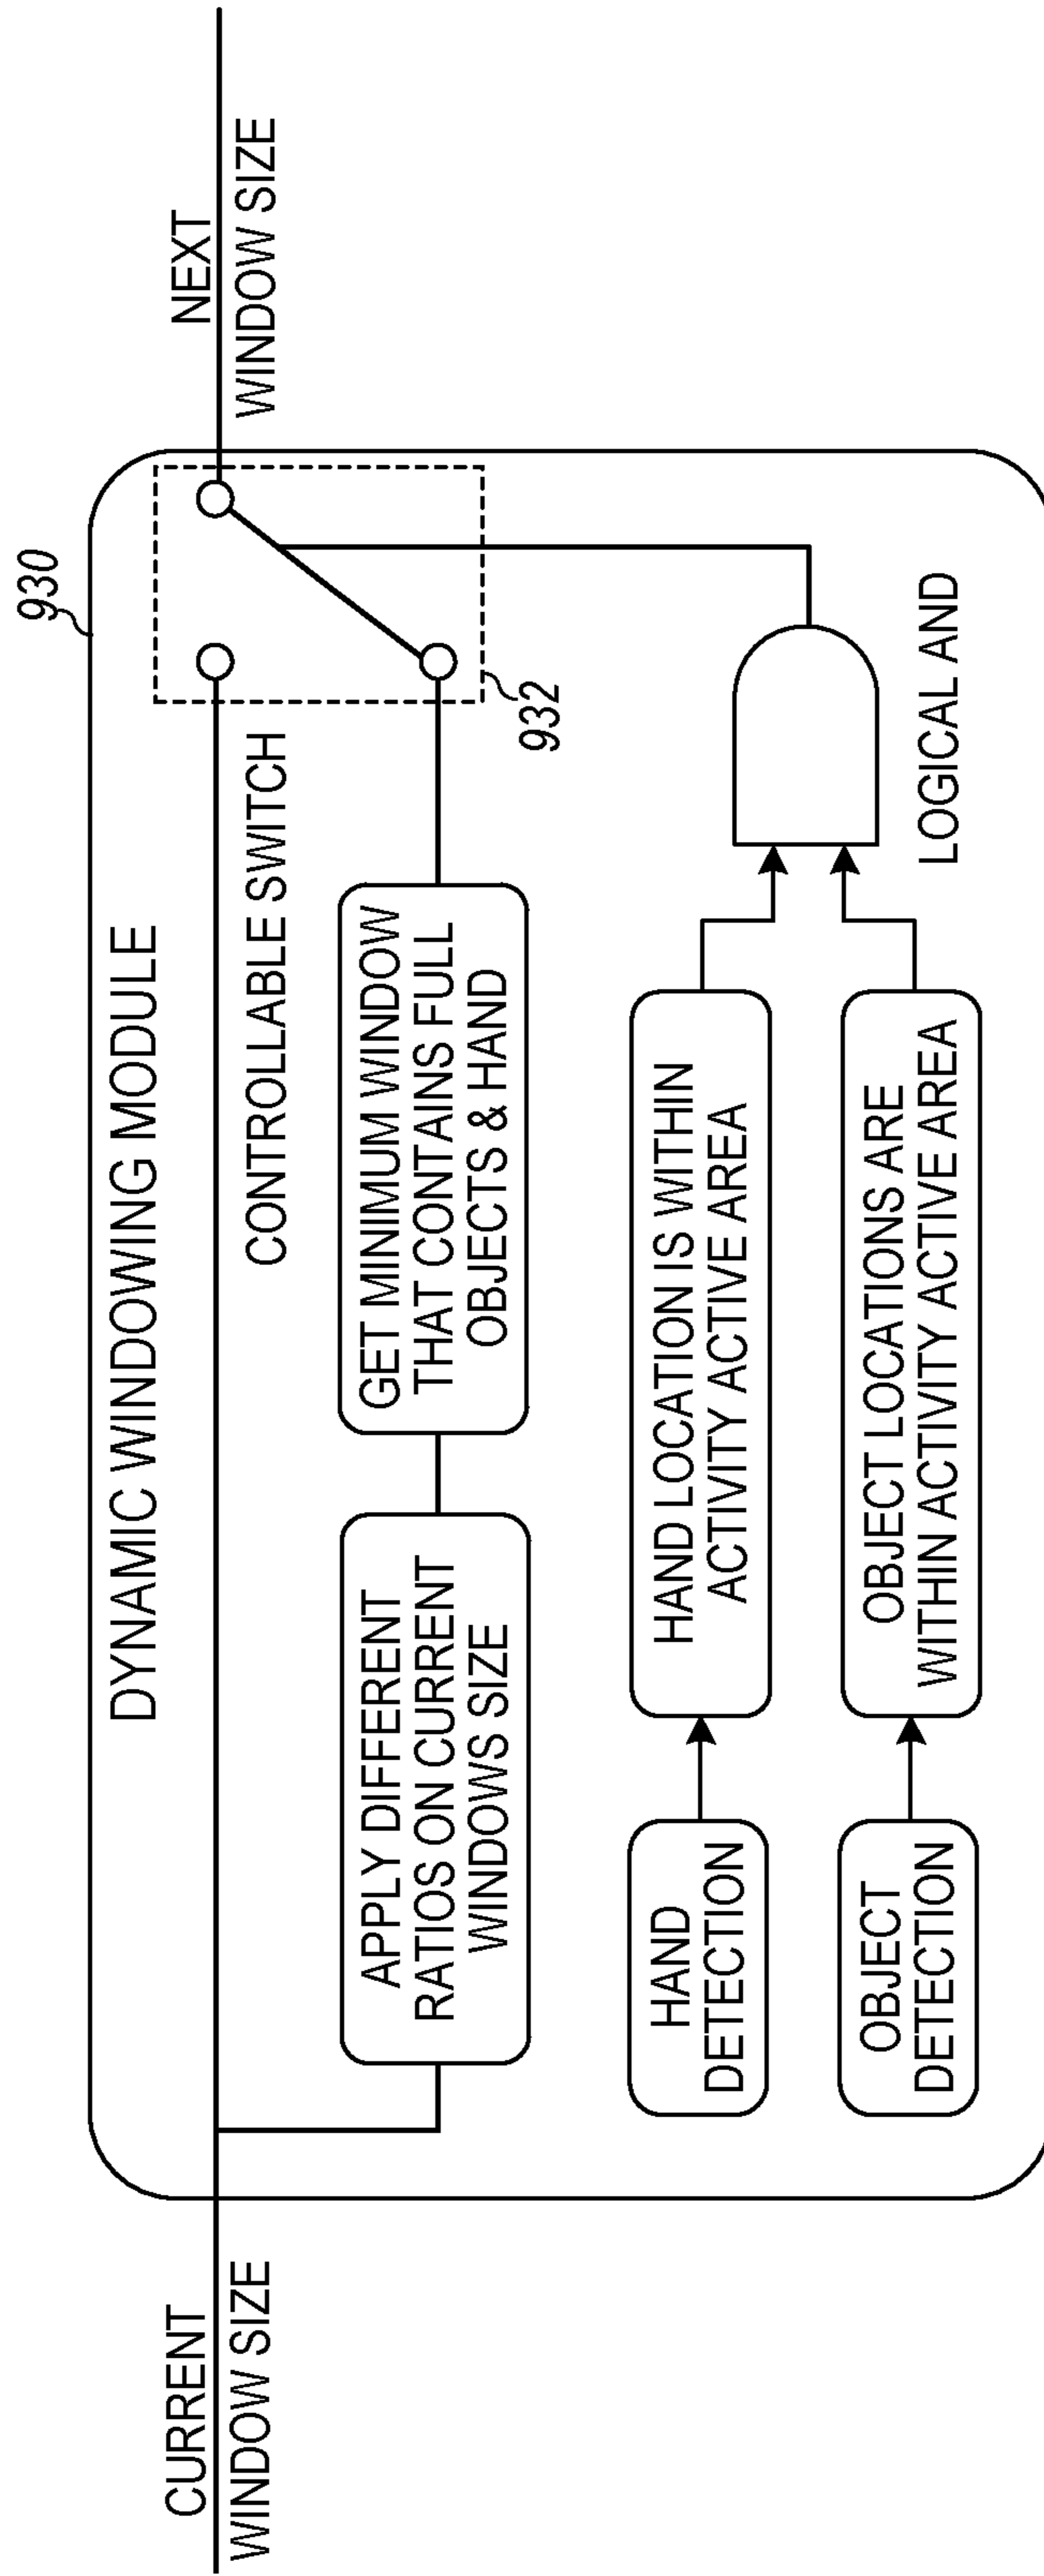 930
DYNAMIC WINDOWING MODULE
CURRENT
WINDOW SIZE
NEXT
WINDOW SIZE
CONTROLLABLE SWITCH
932
APPLY DIFFERENT
RATIOS ON CURRENT
WINDOWS SIZE
GET MINIMUM WINDOW
THAT CONTAINS FULL
OBJECTS & HAND
HAND
DETECTION
HAND LOCATION IS WITHIN
ACTIVITY ACTIVE AREA
OBJECT
DETECTION
OBJECT LOCATIONS ARE
WITHIN ACTIVITY ACTIVE AREA
LOGICAL AND